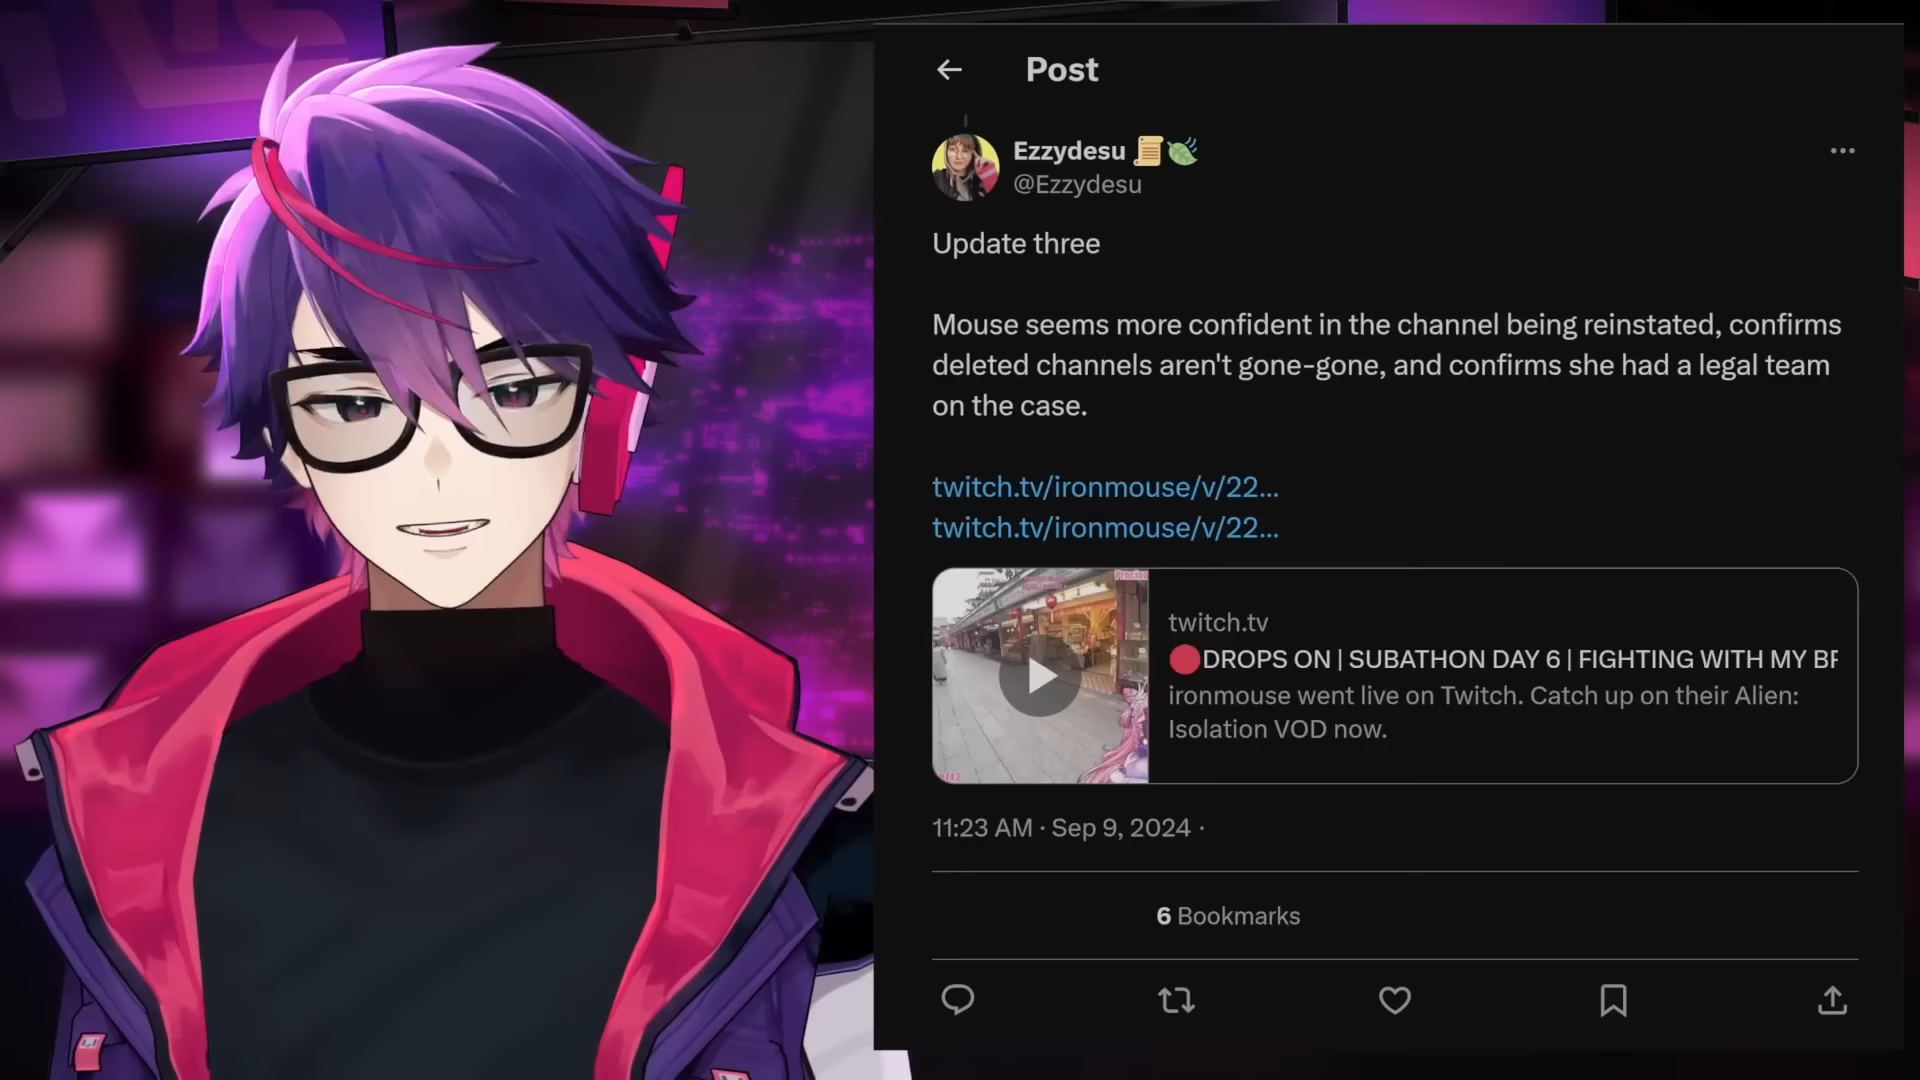 Post
Ezzydesu
@Ezzydesu
Update three
Mouse seems more confident in the channel being reinstated, confirms
deleted channels aren't gone-gone, and confirms she had a legal team
on the case.
twitch.tv/ironmouse/v/22...
twitch.tv/ironmouse/v/22...
twitch.tv
DROPS ON | SUBATHON DAY 6 | FIGHTING WITH MY
ironmouse went live on Twitch. Catch up on their Alien:
Isolation VOD now.
11:23 AM · Sep 9, 2024 ·
6 Bookmarks